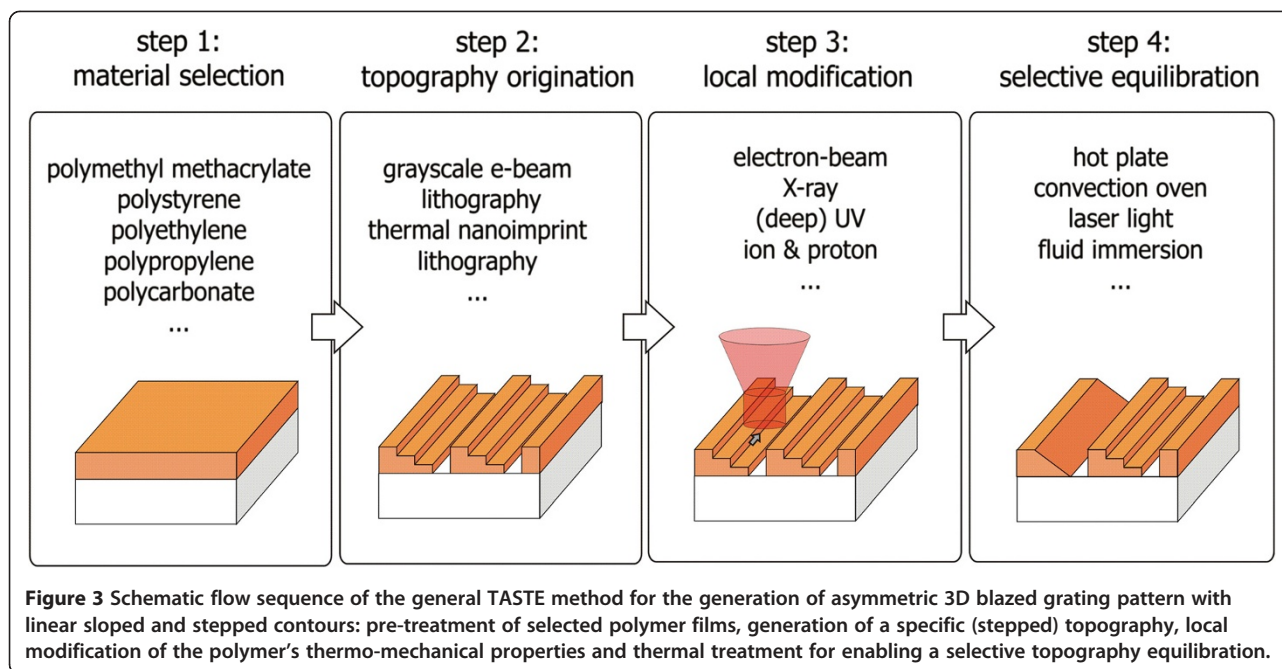 step 1:
material selection
polymethyl methacrylate
polystyrene
polyethylene
polypropylene
polycarbonate
...
step 2:
topography origination
grayscale e-beam
lithography
thermal nanoimprint
lithography
...
step 3:
local modification
electron-beam
X-ray
(deep) UV
ion & proton
...
step 4:
selective equilibration
hot plate
convection oven
laser light
fluid immersion
...
Figure 3 Schematic flow sequence of the general TASTE method for the generation of asymmetric 3D blazed grating pattern with
linear sloped and stepped contours: pre-treatment of selected polymer films, generation of a specific (stepped) topography, local
modification of the polymer's thermo-mechanical properties and thermal treatment for enabling a selective topography equilibration.